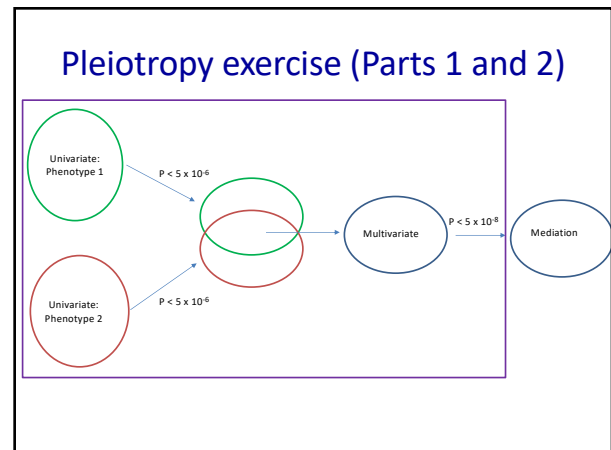 Pleiotropy exercise (Parts 1 and 2)
Univariate:
Phenotype 1
P < 5 x 10⁻⁶
Univariate:
Phenotype 2
P < 5 x 10⁻⁶
Multivariate
P < 5 x 10⁻⁸
Mediation